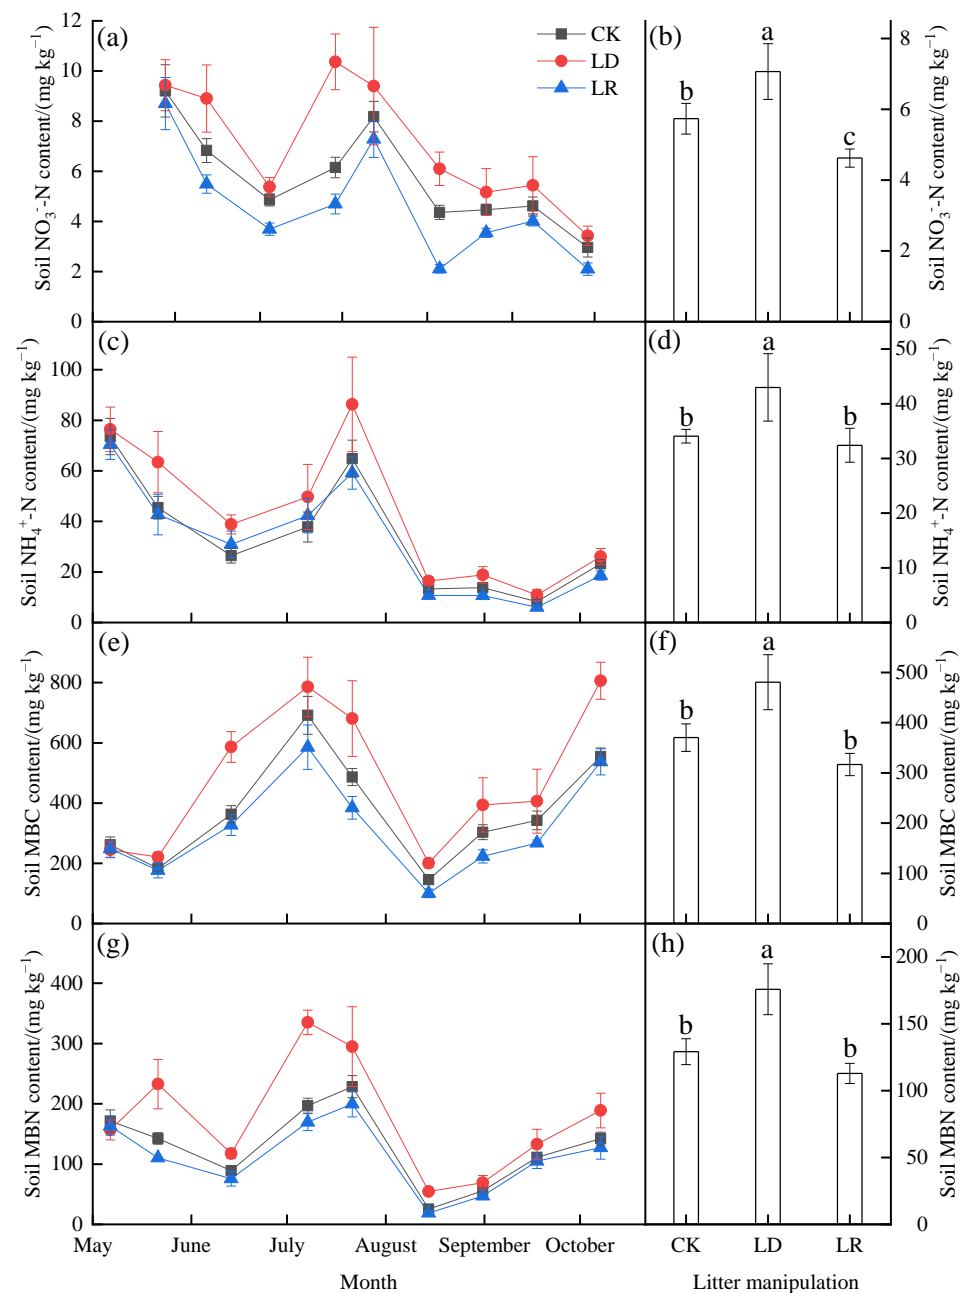 (a)
CK
LD
LR
12
10
8
6
4
2
0
Soil NO₃⁻-N content/(mg kg⁻¹)
(b)
b
a
c
8
6
4
2
0
Soil NO₃⁻-N content/(mg kg⁻¹)
(c)
100
80
60
40
20
0
Soil NH₄⁺-N content/(mg kg⁻¹)
(d)
b
a
b
50
40
30
20
10
0
Soil NH₄⁺-N content/(mg kg⁻¹)
(e)
800
600
400
200
0
Soil MBC content/(mg kg⁻¹)
(f)
b
a
b
500
400
300
200
100
0
Soil MBC content/(mg kg⁻¹)
(g)
400
300
200
100
0
Soil MBN content/(mg kg⁻¹)
May June July August September October
Month
(h)
b
a
b
200
150
100
50
0
Soil MBN content/(mg kg⁻¹)
CK LD LR
Litter manipulation